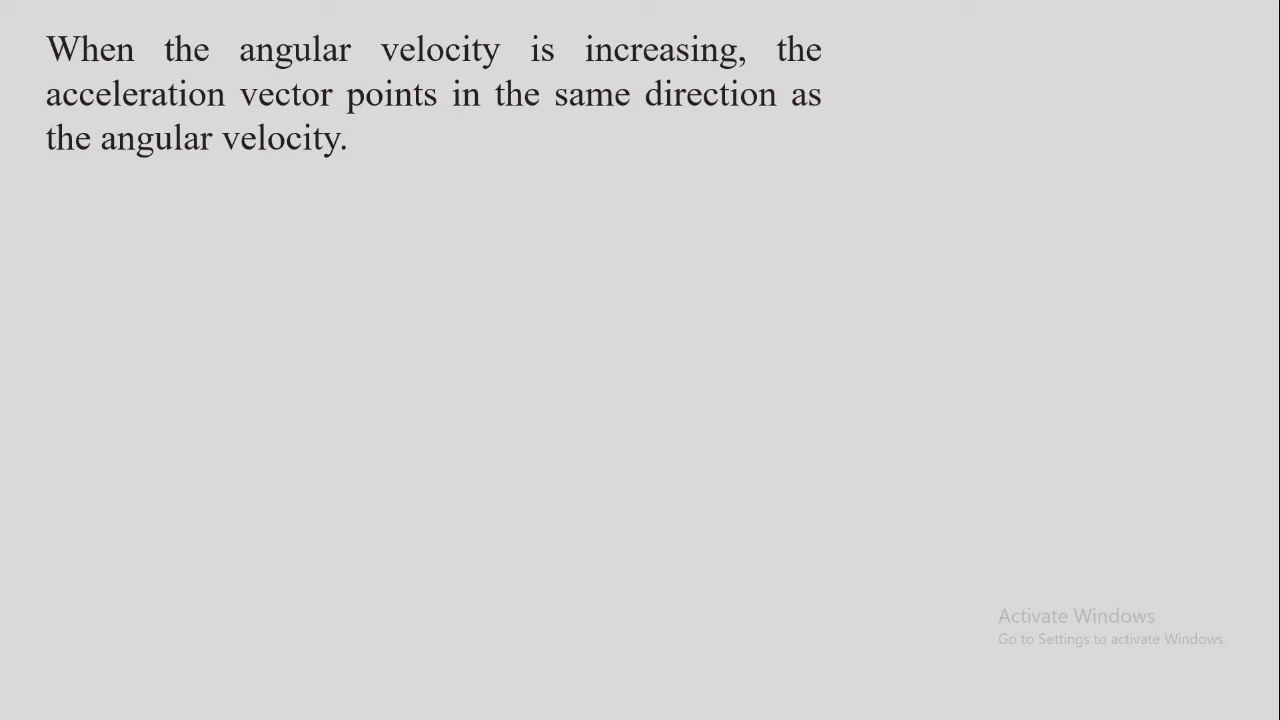 When the angular velocity is increasing, the
acceleration vector points in the same direction as
the angular velocity.
Activate Windows
Go to Settings to activate Windows.